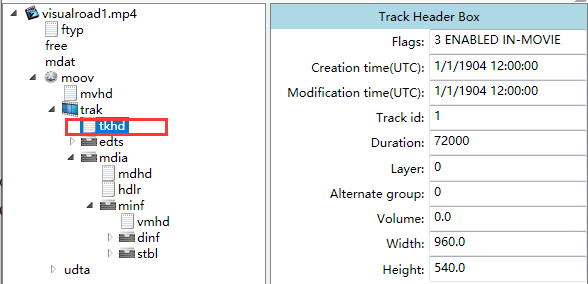 visualroad1.mp4
ftyp
free
mdat
moov
mvhd
trak
tkhd
edts
mdia
mdhd
hdlr
minf
vmhd
dinf
stbl
udta
Track Header Box
Flags: 3 ENABLED IN-MOVIE
Creation time(UTC): 1/1/1904 12:00:00
Modification time(UTC): 1/1/1904 12:00:00
Track id: 1
Duration: 72000
Layer: 0
Alternate group: 0
Volume: 0.0
Width: 960.0
Height: 540.0